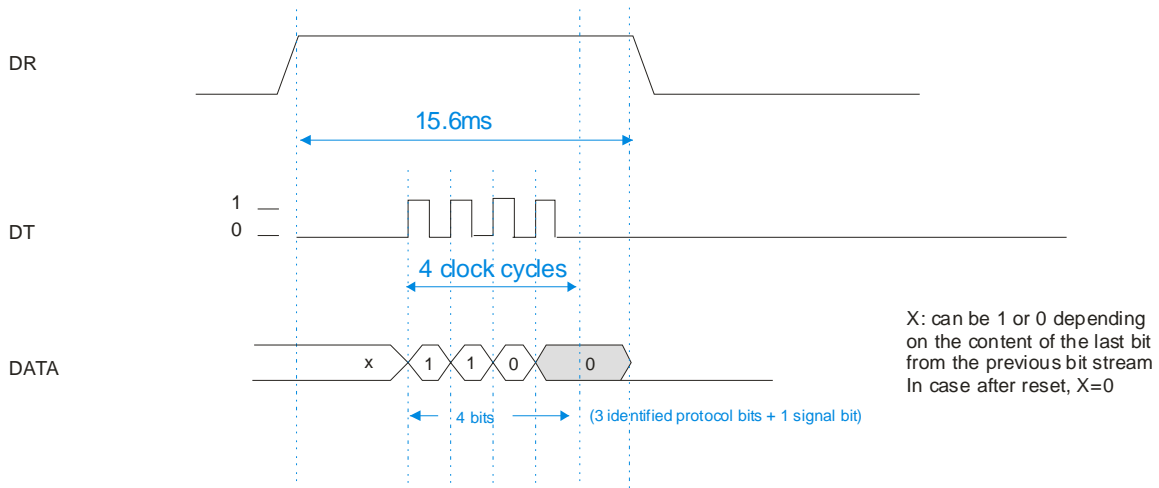 DR
15.6ms
1
0
DT
4 clock cycles
X: can be 1 or 0 depending
on the content of the last bit
from the previous bit stream
In case after reset, X=0
DATA
x
1
1
0
0
4 bits
(3 identified protocol bits + 1 signal bit)